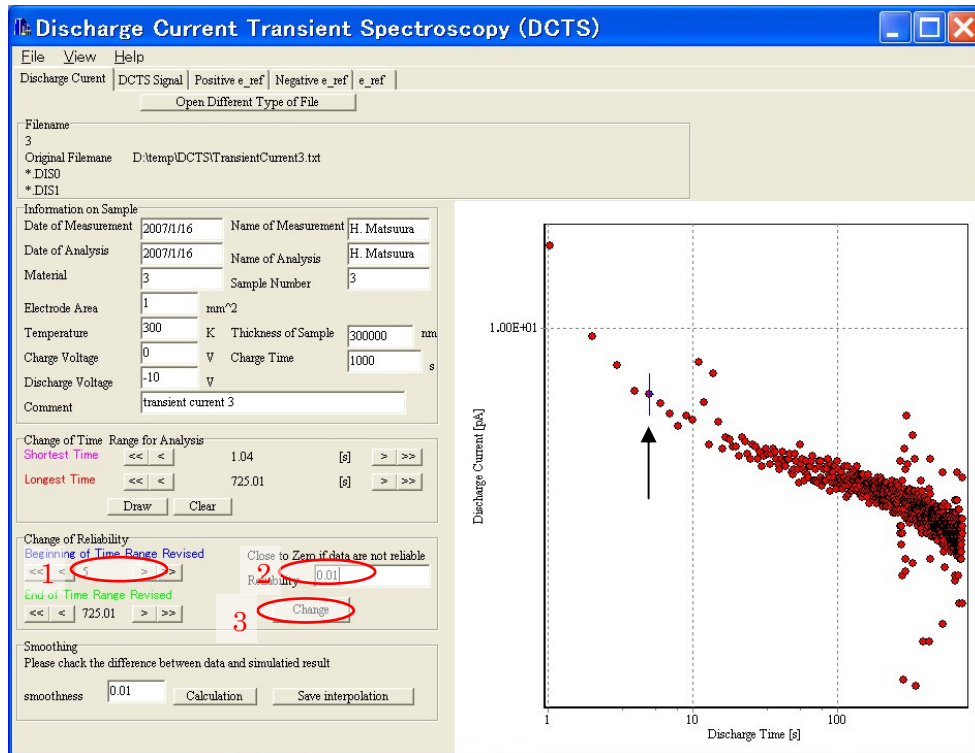 Discharge Current Transient Spectroscopy (DCTS)
File View Help
Discharge Curent DCTS Signal Positive e_ref Negative e_ref e_ref
Open Different Type of File
Filename
3
Original Filemane D:\temp\DCTS\TransientCurrent3.txt
*.DIS0
*.DIS1
Information on Sample
Date of Measurement 2007/1/16 Name of Measurement H. Matsuura
Date of Analysis 2007/1/16 Name of Analysis H. Matsuura
Material 3 Sample Number 3
Electrode Area 1 mm^2
Temperature 300 K Thickness of Sample 300000 nm
Charge Voltage 0 V Charge Time 1000 s
Discharge Voltage -10 V
Comment transient current 3
Change of Time Range for Analysis
Shortest Time << < 1.04 [s] > >>
Longest Time << < 725.01 [s] > >>
Draw Clear
Change of Reliability
Beginning of Time Range Revised Close to Zero if data are not reliable
1 << < 5 > >> 2 Reliability 0.01
End of Time Range Revised
<< < 725.01 > >> 3 Change
Smoothing
Please chack the difference between data and simulatied result
smoothness 0.01 Calculation Save interpolation
1.00E+01
Discharge Current [pA]
1 10 100
Discharge Time [s]